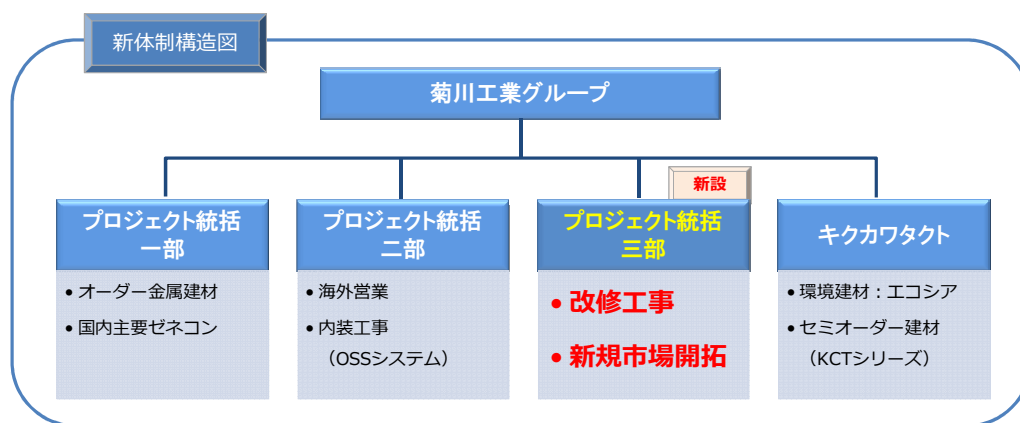 新体制構造図
菊川工業グループ
新設
プロジェクト統括
一部
• オーダー金属建材
• 国内主要ゼネコン
プロジェクト統括
二部
• 海外営業
• 内装工事
（OSSシステム）
プロジェクト統括
三部
• 改修工事
• 新規市場開拓
キクカワタクト
• 環境建材：エコシア
• セミオーダー建材
（KCTシリーズ）